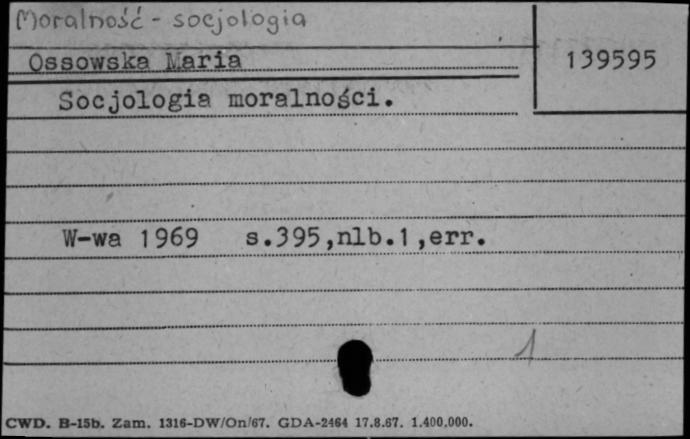 Moralność - socjologia
Ossowska Maria
139595
Socjologia moralności.
W-wa 1969 s.395,nlb.1,err.
1
CWD. B-15b. Zam. 1316-DW/On/67. GDA-2464 17.8.67. 1.400.000.